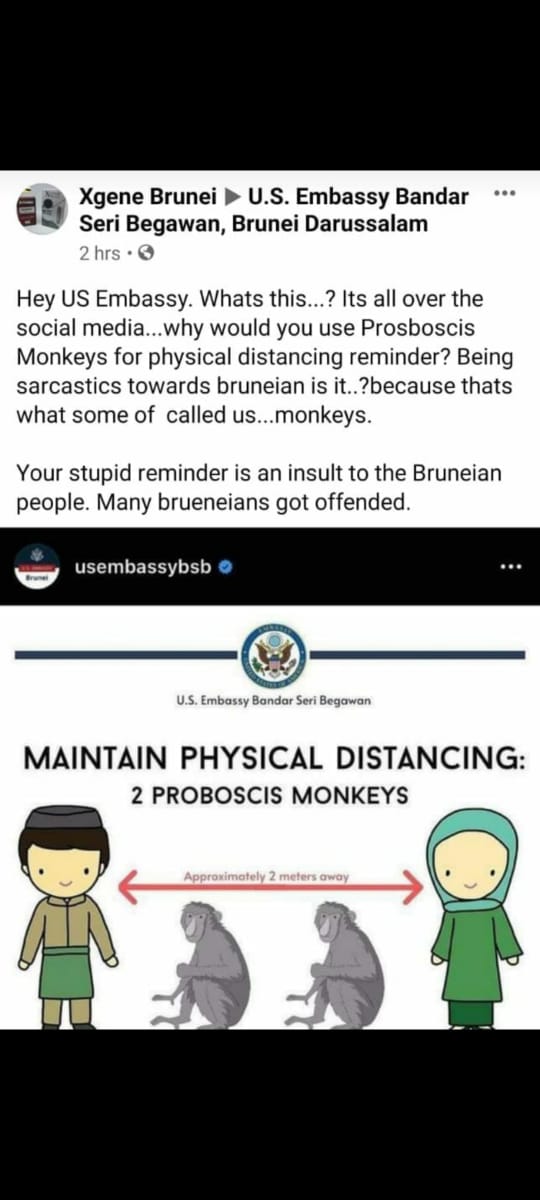 Xgene Brunei ▶ U.S. Embassy Bandar
Seri Begawan, Brunei Darussalam
2 hrs •
Hey US Embassy. Whats this...? Its all over the
social media...why would you use Prosboscis
Monkeys for physical distancing reminder? Being
sarcastics towards bruneian is it..?because thats
what some of called us...monkeys.
Your stupid reminder is an insult to the Bruneian
people. Many brueneians got offended.
Brunei
usembassybsb
U.S. Embassy Bandar Seri Begawan
MAINTAIN PHYSICAL DISTANCING:
2 PROBOSCIS MONKEYS
Approximately 2 meters away